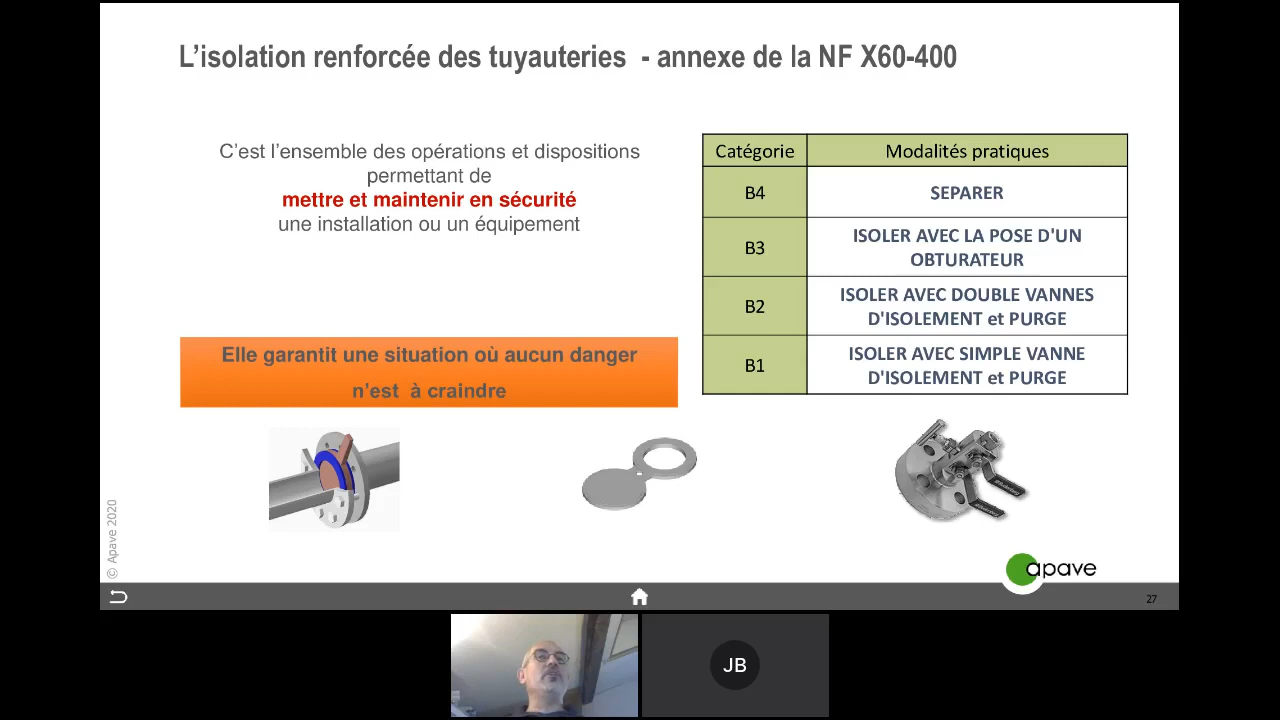 L'isolation renforcée des tuyauteries - annexe de la NF X60-400
C'est l'ensemble des opérations et dispositions
permettant de
mettre et maintenir en sécurité
une installation ou un équipement
Elle garantit une situation où aucun danger
n'est à craindre
Catégorie Modalités pratiques
B4 SEPARER
B3 ISOLER AVEC LA POSE D'UN
OBTURATEUR
B2 ISOLER AVEC DOUBLE VANNES
D'ISOLEMENT et PURGE
B1 ISOLER AVEC SIMPLE VANNE
D'ISOLEMENT et PURGE
© Apave 2020
apave
27
JB